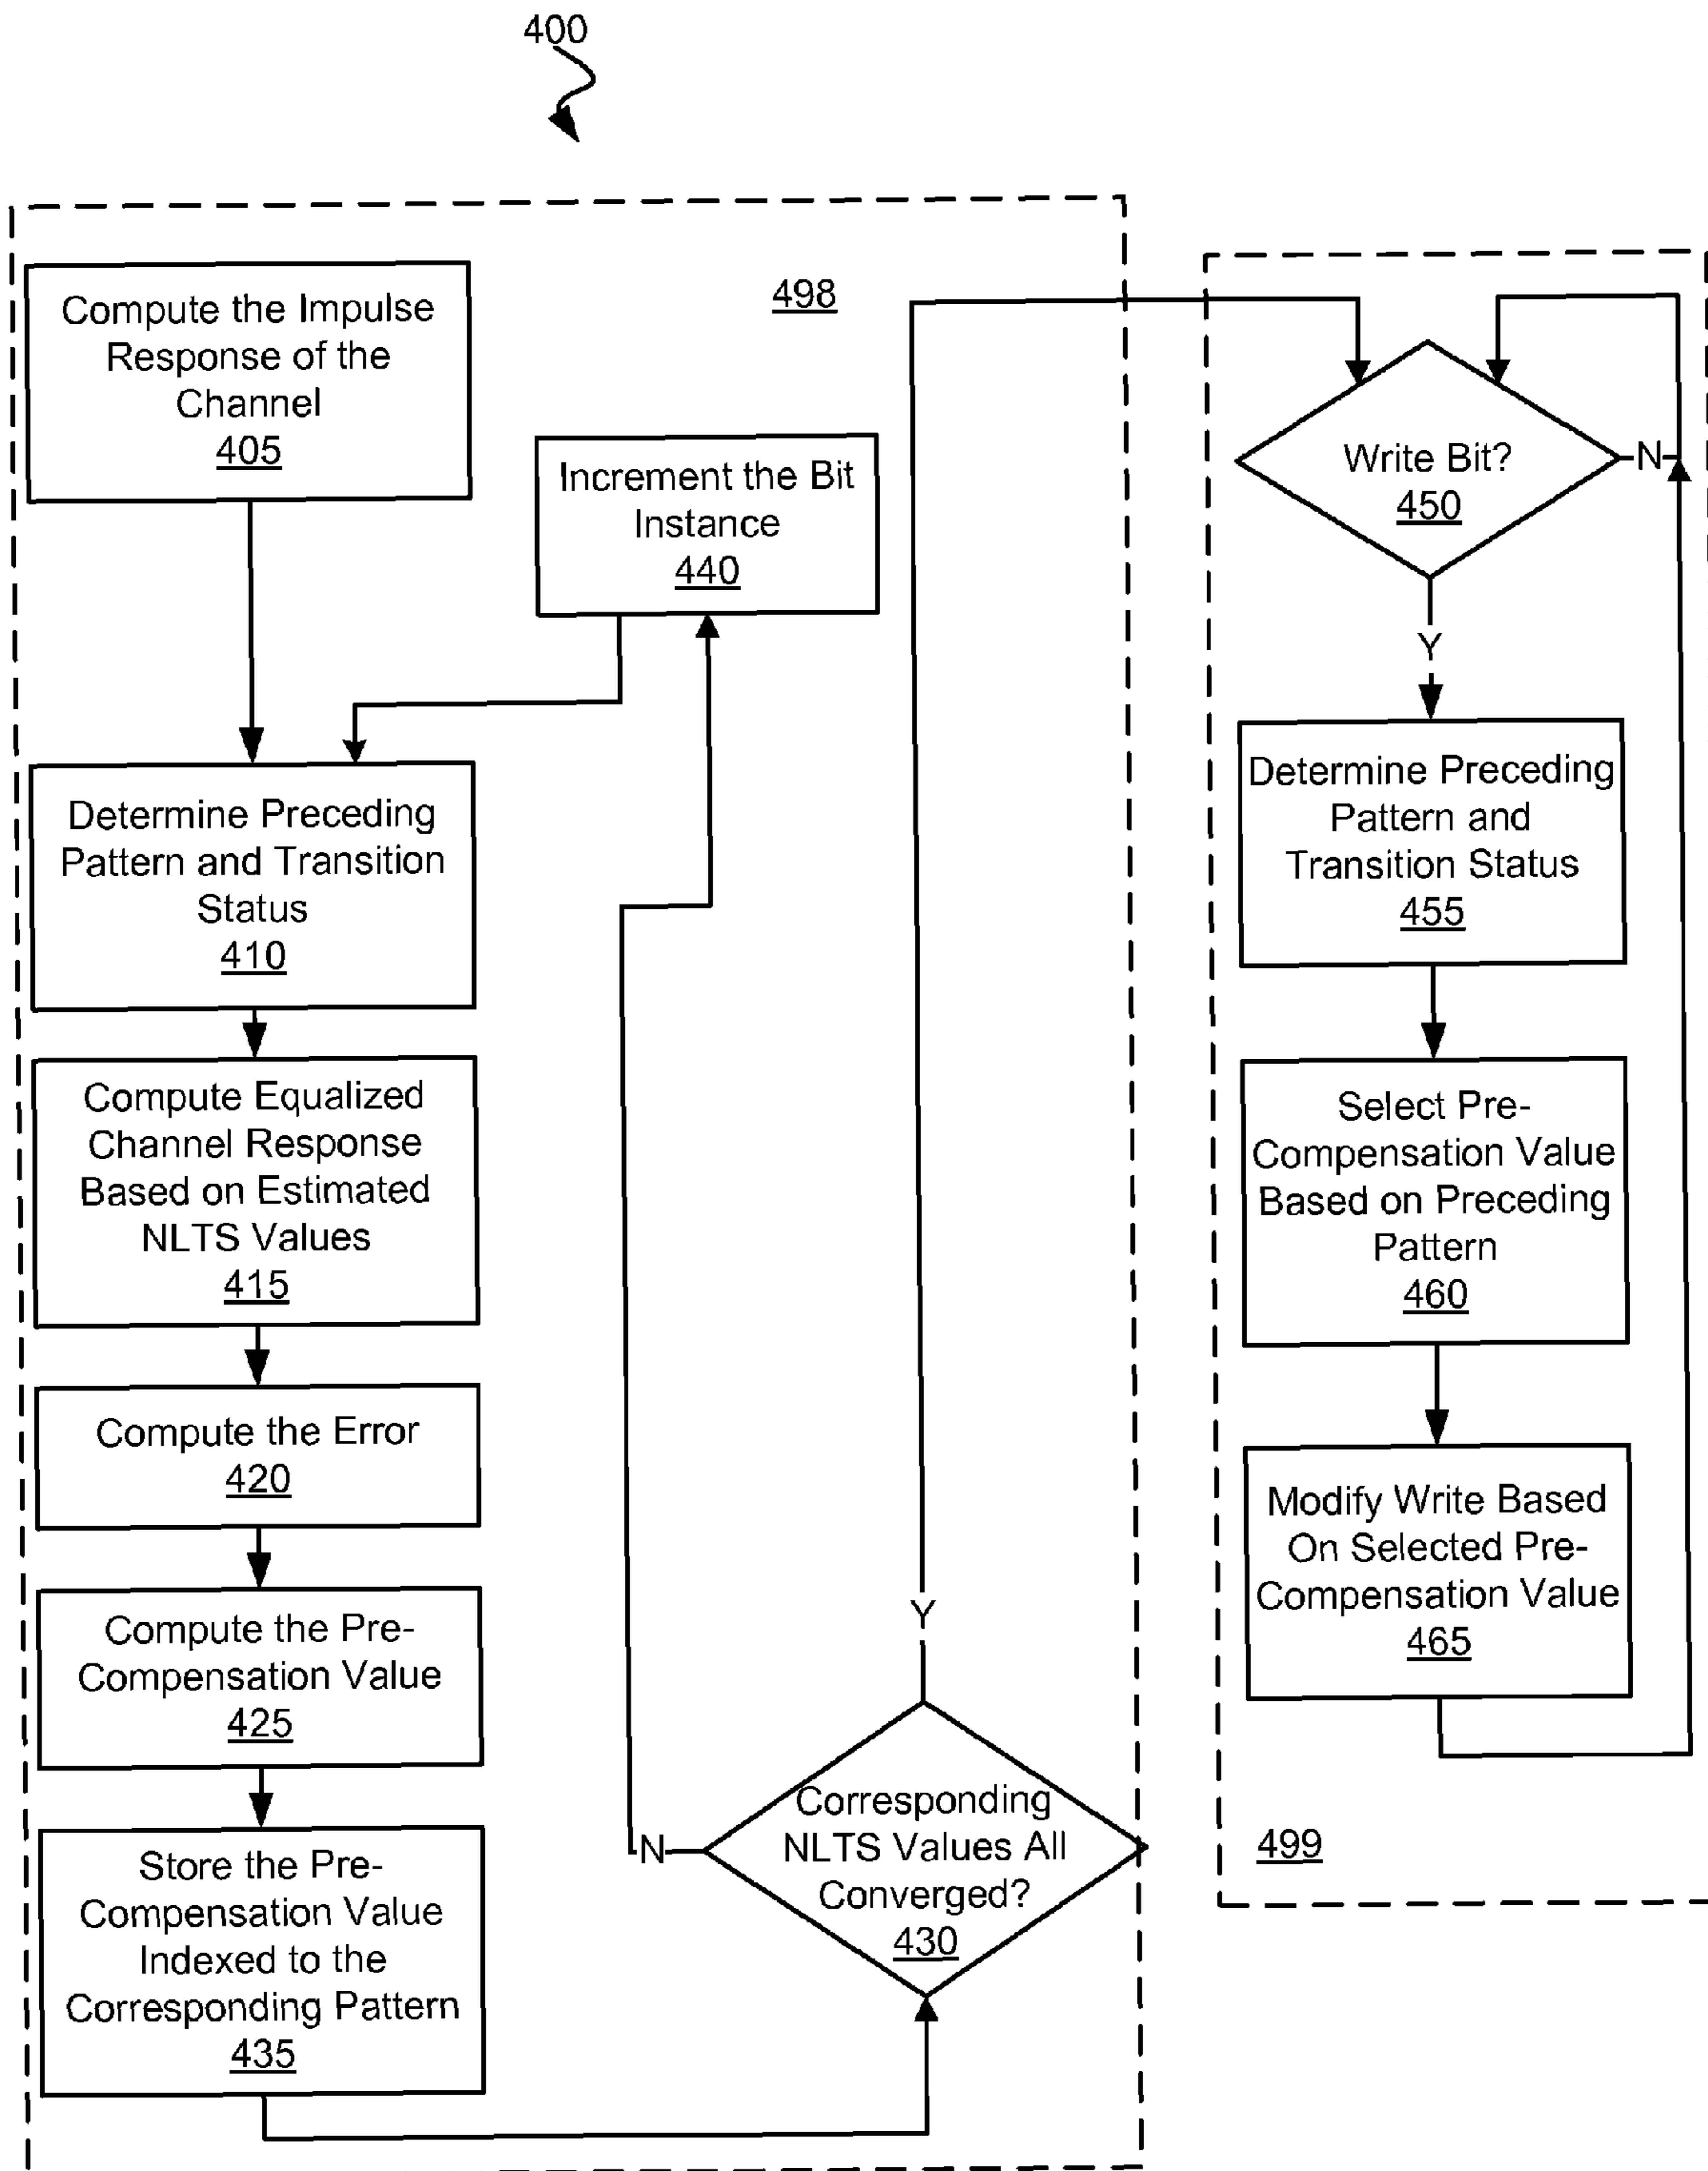 400
498
Compute the Impulse
Response of the
Channel
405
Increment the Bit
Instance
440
Determine Preceding
Pattern and Transition
Status
410
Compute Equalized
Channel Response
Based on Estimated
NLTS Values
415
Compute the Error
420
Compute the Pre-
Compensation Value
425
Store the Pre-
Compensation Value
Indexed to the
Corresponding Pattern
435
Corresponding
NLTS Values All
Converged?
430
N
Y
Write Bit?
450
N
Y
Determine Preceding
Pattern and
Transition Status
455
Select Pre-
Compensation Value
Based on Preceding
Pattern
460
Modify Write Based
On Selected Pre-
Compensation Value
465
499